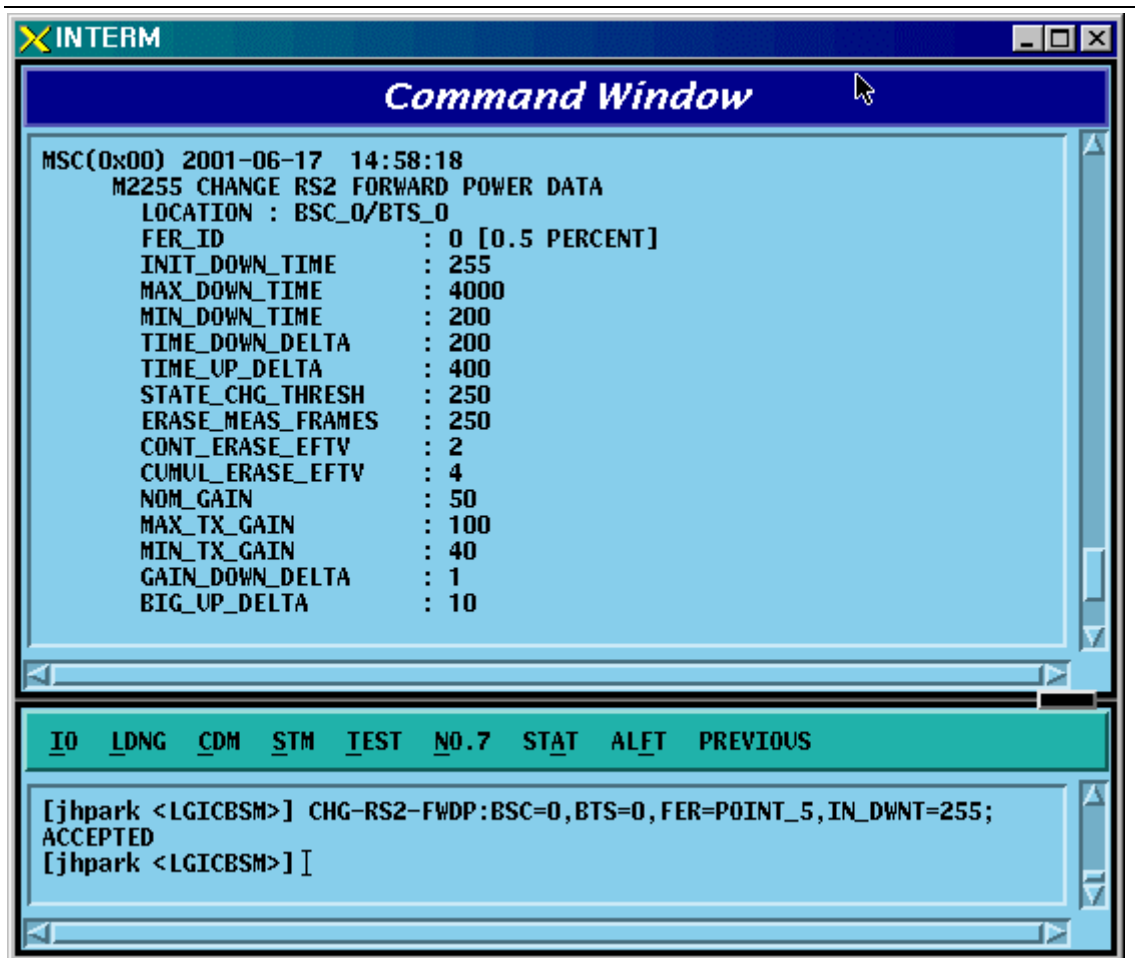 INTERM
Command Window
MSC(0x00) 2001-06-17 14:58:18
M2255 CHANGE RS2 FORWARD POWER DATA
LOCATION : BSC_0/BTS_0
FER_ID : 0 [0.5 PERCENT]
INIT_DOWN_TIME : 255
MAX_DOWN_TIME : 4000
MIN_DOWN_TIME : 200
TIME_DOWN_DELTA : 200
TIME_UP_DELTA : 400
STATE_CHG_THRESH : 250
ERASE_MEAS_FRAMES : 250
CONT_ERASE_EFTV : 2
CUMUL_ERASE_EFTV : 4
NOM_GAIN : 50
MAX_TX_GAIN : 100
MIN_TX_GAIN : 40
GAIN_DOWN_DELTA : 1
BIG_UP_DELTA : 10
IO LDNG CDM STM TEST NO.7 STAT ALFT PREVIOUS
[jhpark <LGICBSM>] CHG-RS2-FWDP:BSC=0,BTS=0,FER=POINT_5,IN_DWNT=255;
ACCEPTED
[jhpark <LGICBSM>]